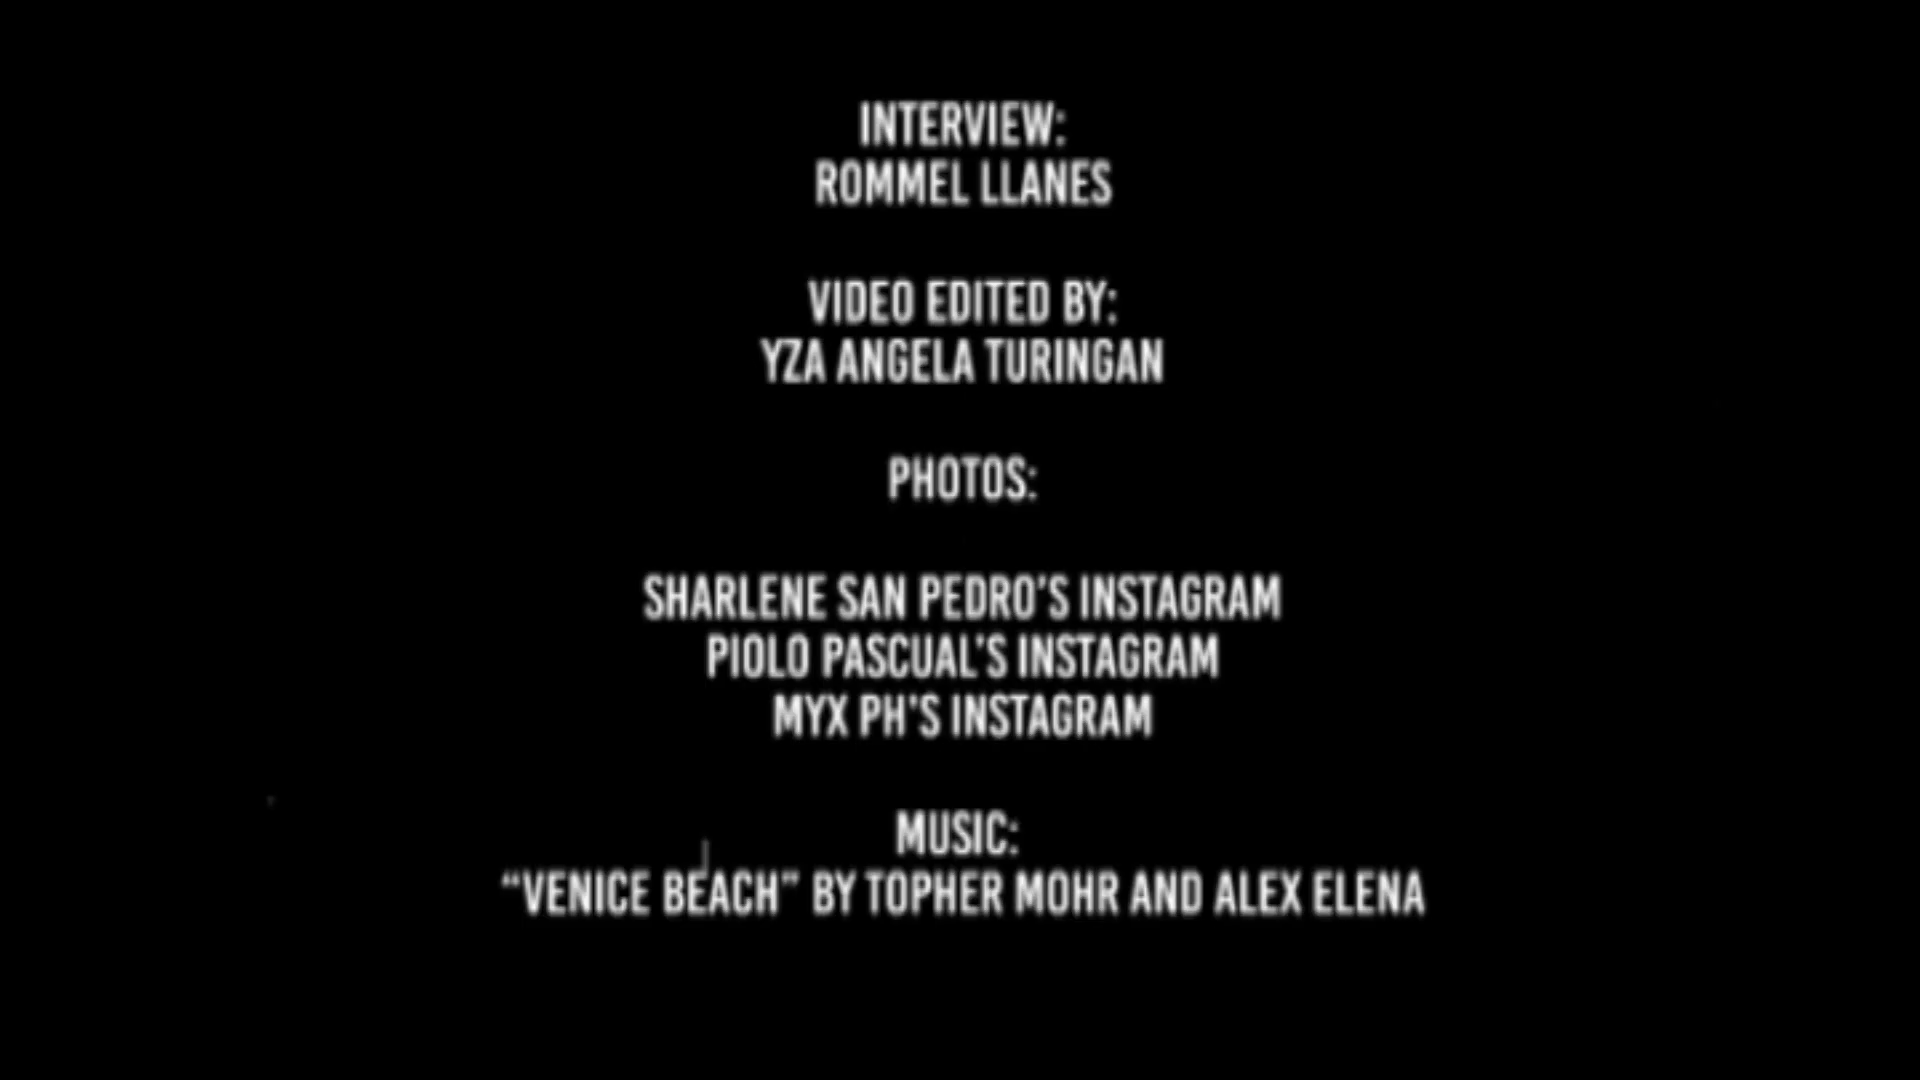 INTERVIEW:
ROMMEL LLANES
VIDEO EDITED BY:
YZA ANGELA TURINGAN
PHOTOS:
SHARLENE SAN PEDRO'S INSTAGRAM
PIOLO PASCUAL'S INSTAGRAM
MYX PH'S INSTAGRAM
MUSIC:
“VENICE BEACH” BY TOPHER MOHR AND ALEX ELENA